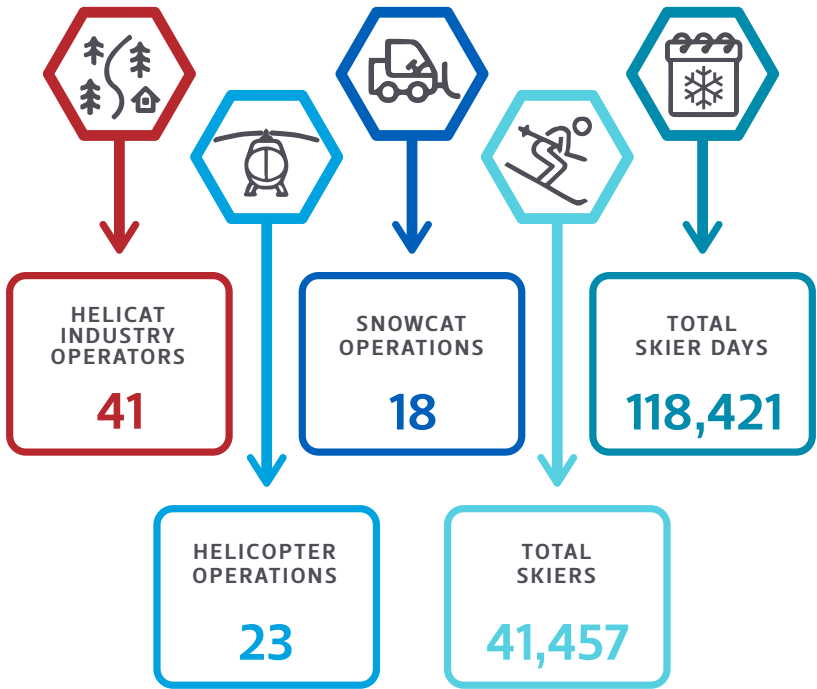 HELICAT
INDUSTRY
OPERATORS
41
SNOWCAT
OPERATIONS
18
TOTAL
SKIER DAYS
118,421
HELICOPTER
OPERATIONS
23
TOTAL
SKIERS
41,457